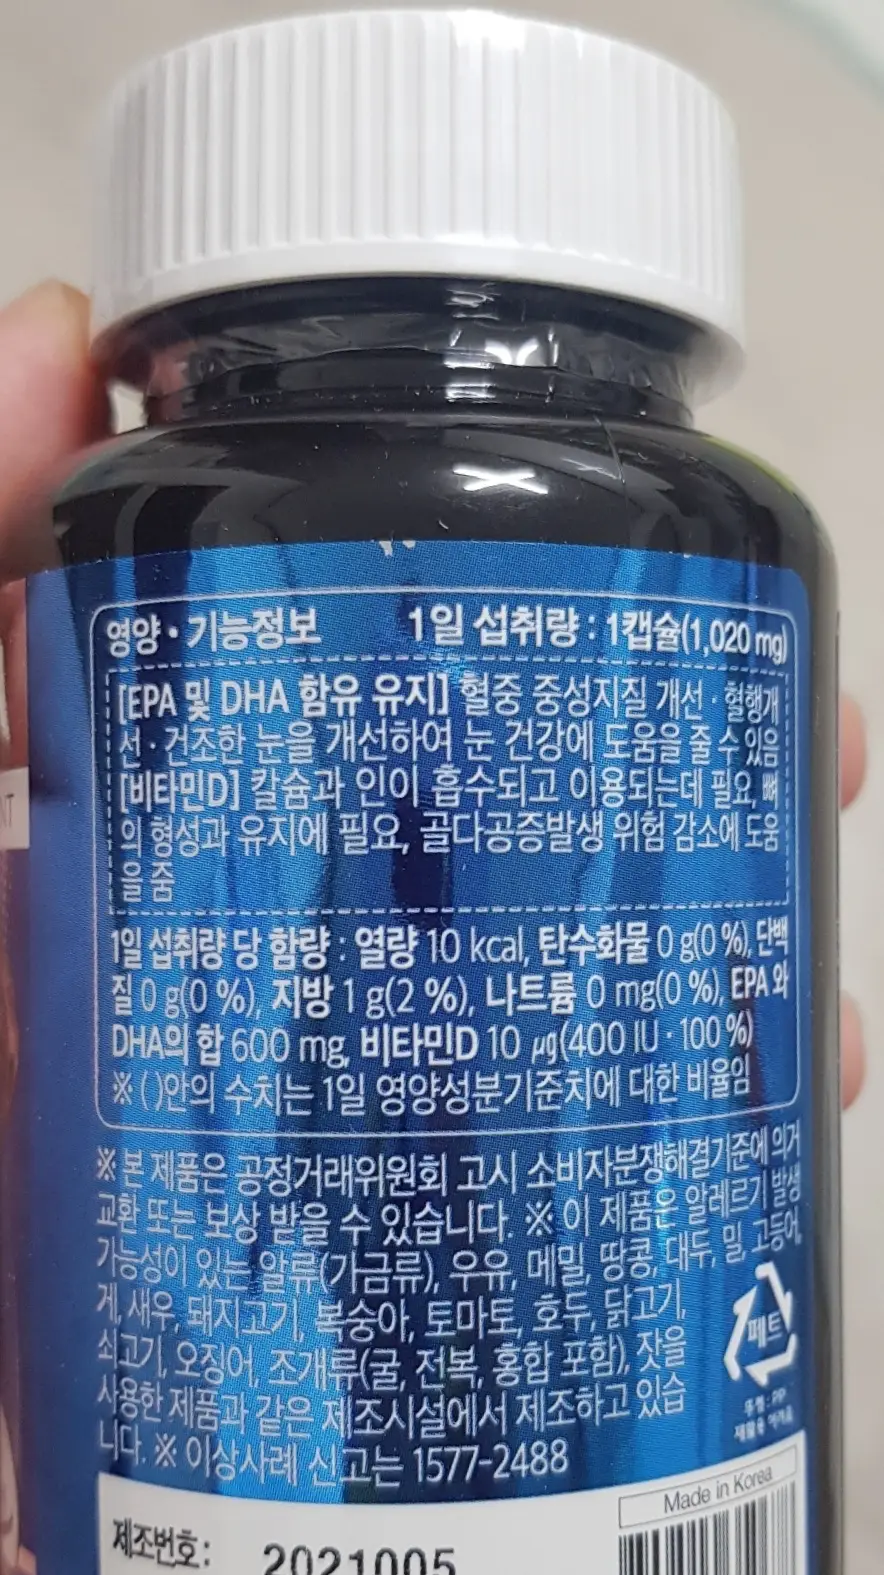 영양 • 기능정보 1일 섭취량 : 1캡슐(1,020 mg)
[EPA 및 DHA 함유 유지] 혈중 중성지질 개선 · 혈행개
선 · 건조한 눈을 개선하여 눈 건강에 도움을 줄 수 있음
[비타민D] 칼슘과 인이 흡수되고 이용되는데 필요, 뼈
의 형성과 유지에 필요, 골다공증발생 위험 감소에 도움
을 줌
1일 섭취량 당 함량 : 열량 10 kcal, 탄수화물 0 g(0 %), 단백
질 0 g(0 %), 지방 1 g(2 %), 나트륨 0 mg(0 %), EPA 와
DHA의 합 600 mg, 비타민D 10 µg(400 IU · 100 %)
※ ( )안의 수치는 1일 영양성분기준치에 대한 비율임
※ 본 제품은 공정거래위원회 고시 소비자분쟁해결기준에 의거
교환 또는 보상 받을 수 있습니다. ※ 이 제품은 알레르기 발생
가능성이 있는 알류(가금류), 우유, 메밀, 땅콩, 대두, 밀, 고등어,
게, 새우, 돼지고기, 복숭아, 토마토, 호두, 닭고기,
쇠고기, 오징어, 조개류(굴, 전복, 홍합 포함), 잣을
사용한 제품과 같은 제조시설에서 제조하고 있습
니다. ※ 이상사례 신고는 1577-2488
페트
뚜껑 : PP
Made in Korea
제조번호 : 2021005
NT